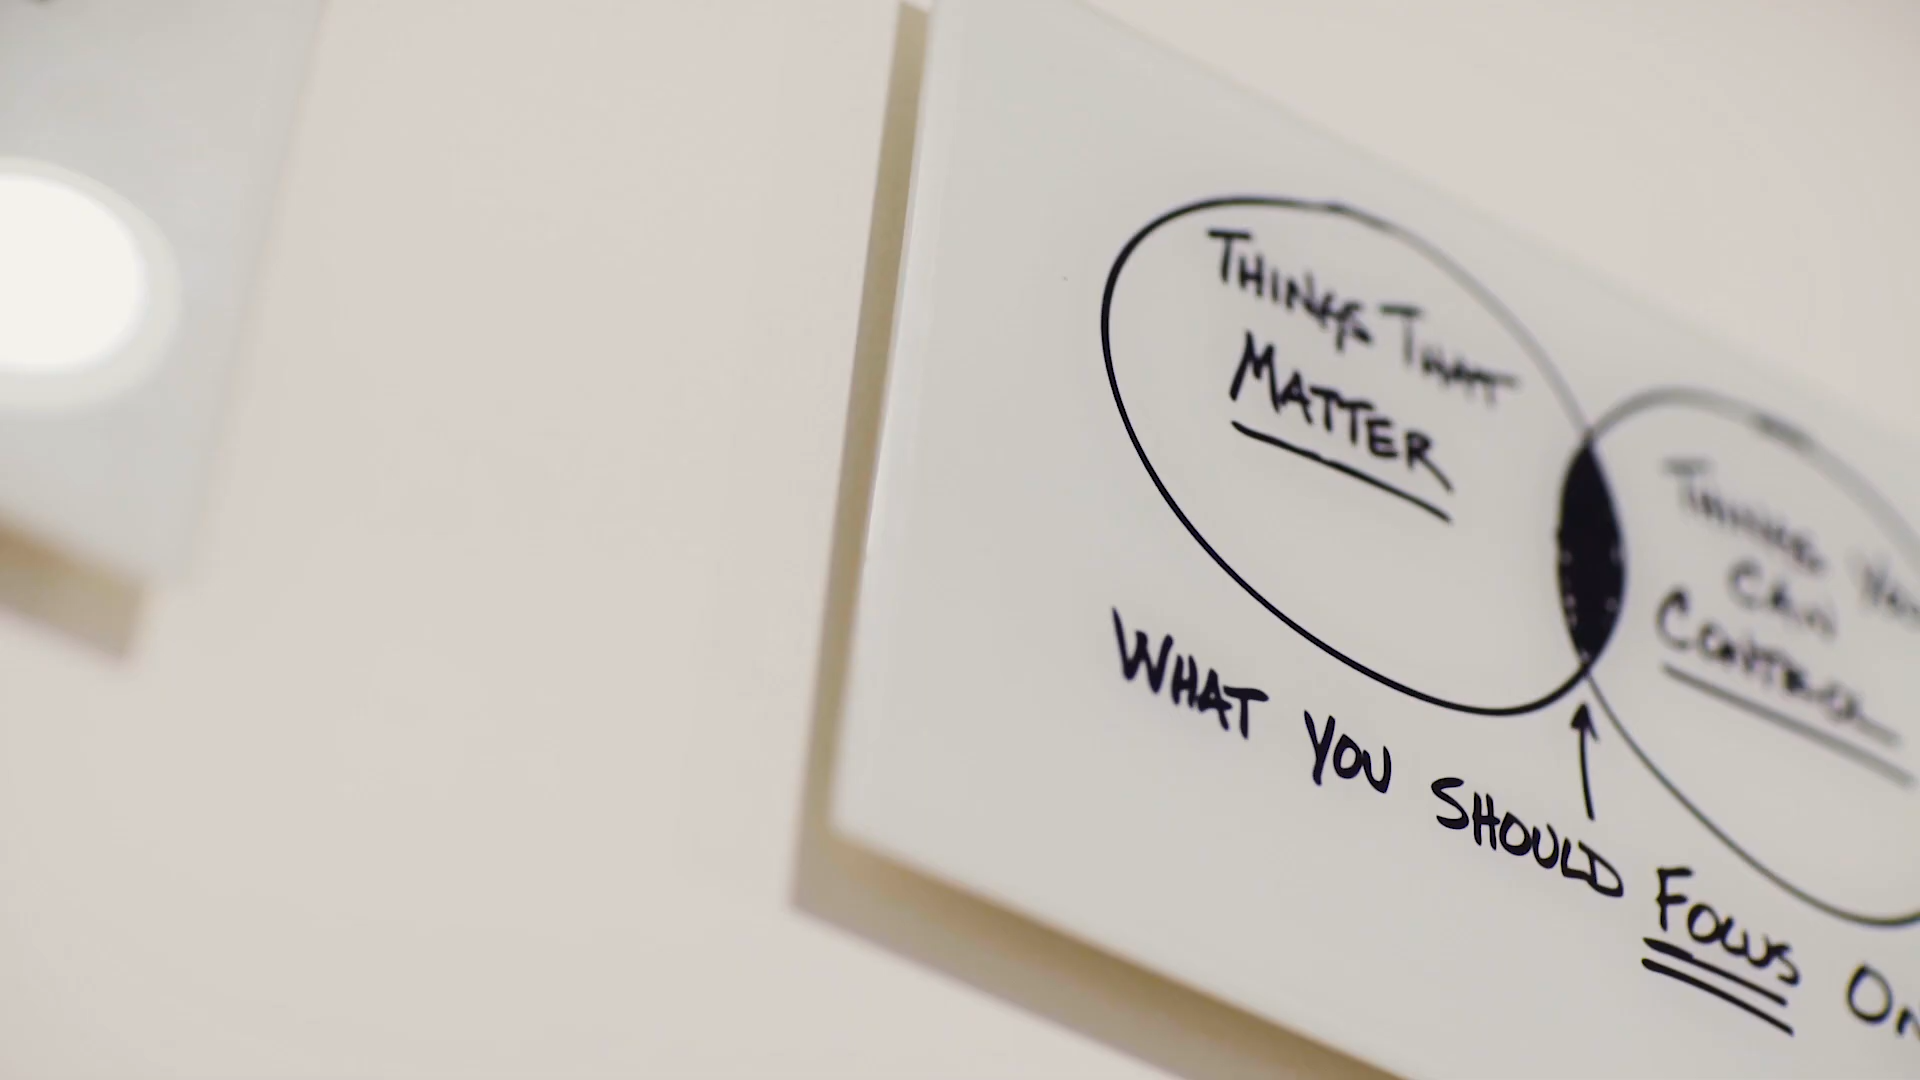 THINGS THAT
MATTER
THINGS YOU
CAN
CONTROL
WHAT YOU SHOULD FOCUS ON